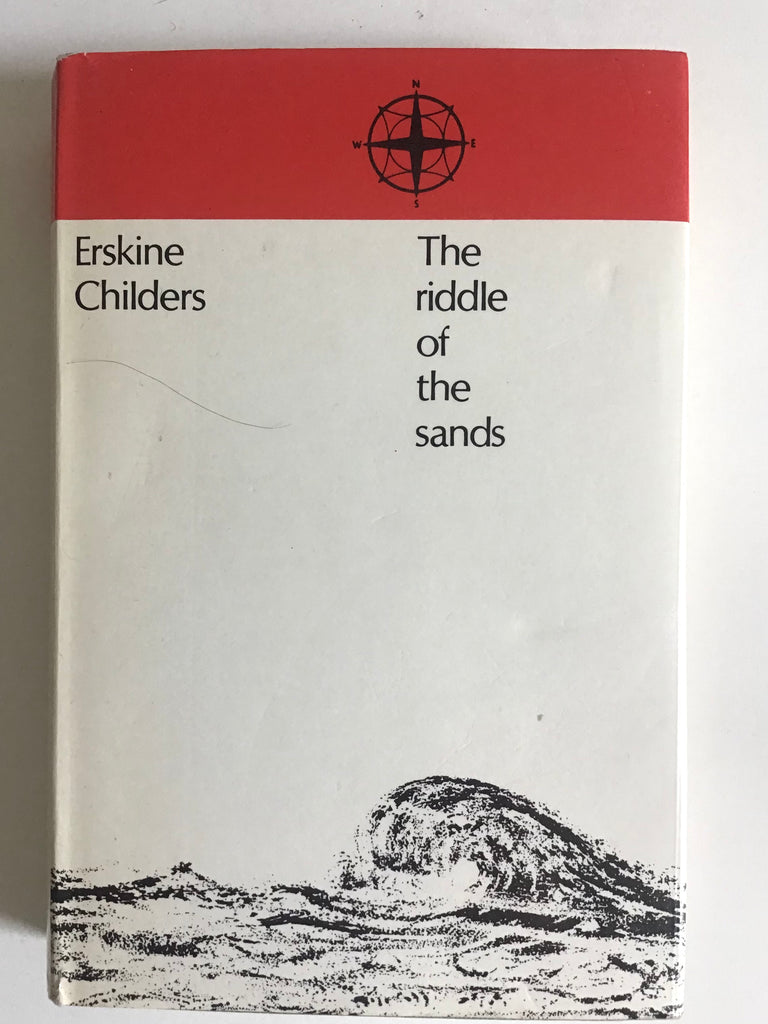 N
W E
S
Erskine
Childers
The
riddle
of
the
sands